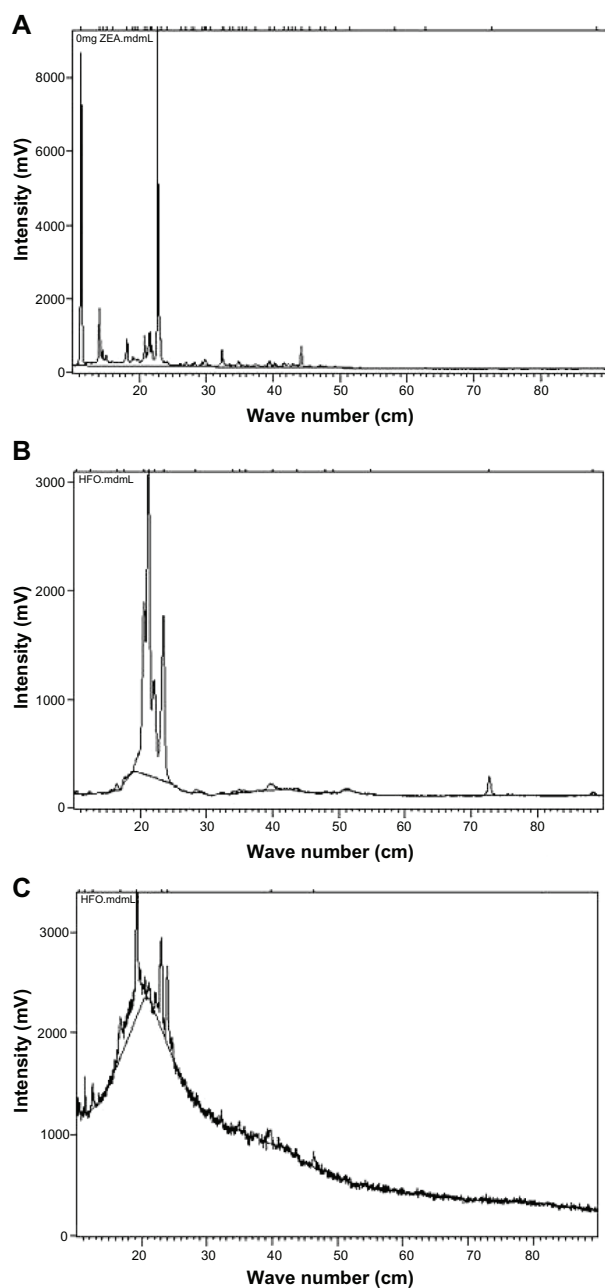 A
0mg ZEA.mdmL
8000
6000
4000
2000
0
Intensity (mV)
20 30 40 50 60 70 80
Wave number (cm)
B
HFO.mdmL
3000
2000
1000
0
Intensity (mV)
20 30 40 50 60 70 80
Wave number (cm)
C
HFO.mdmL
3000
2000
1000
0
Intensity (mV)
20 30 40 50 60 70 80
Wave number (cm)